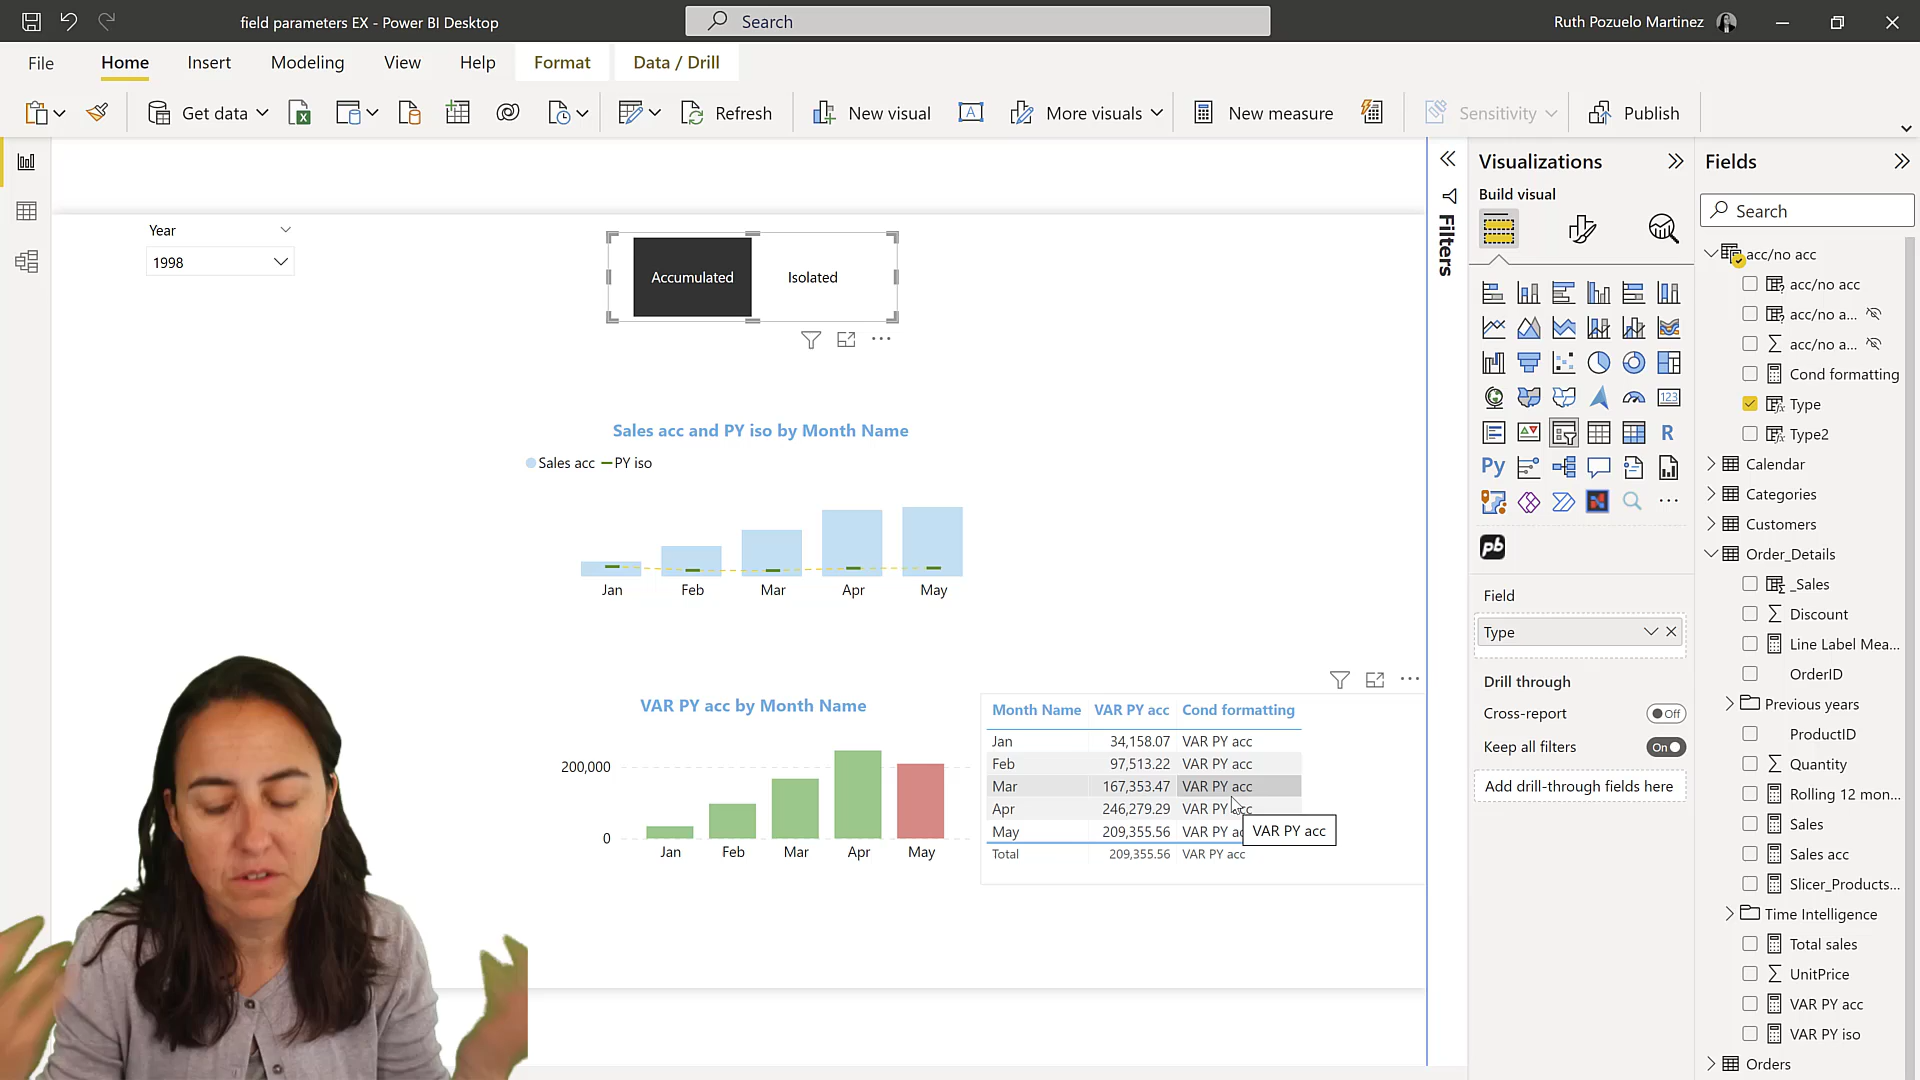 field parameters EX - Power BI Desktop
Search
Ruth Pozuelo Martinez
File
Home
Insert
Modeling
View
Help
Format
Data / Drill
Get data
Refresh
New visual
More visuals
New measure
Sensitivity
Publish
Year
1998
Accumulated
Isolated
Sales acc and PY iso by Month Name
Sales acc
PY iso
Jan
Feb
Mar
Apr
May
VAR PY acc by Month Name
200,000
0
Jan
Feb
Mar
Apr
May
Month Name VAR PY acc Cond formatting
Jan 34,158.07 VAR PY acc
Feb 97,513.22 VAR PY acc
Mar 167,353.47 VAR PY acc
Apr 246,279.29 VAR PY
May 209,355.56 VAR PY
Total 209,355.56 VAR PY acc
VAR PY acc
Filters
Visualizations
Build visual
123
R
Py
pb
Field
Type
Drill through
Cross-report
Off
Keep all filters
On
Add drill-through fields here
Fields
Search
acc/no acc
acc/no acc
acc/no a...
acc/no a...
Cond formatting
Type
Type2
Calendar
Categories
Customers
Order_Details
_Sales
Discount
Line Label Mea...
OrderID
Previous years
ProductID
Quantity
Rolling 12 mon...
Sales
Sales acc
Slicer_Products...
Time Intelligence
Total sales
UnitPrice
VAR PY acc
VAR PY iso
Orders